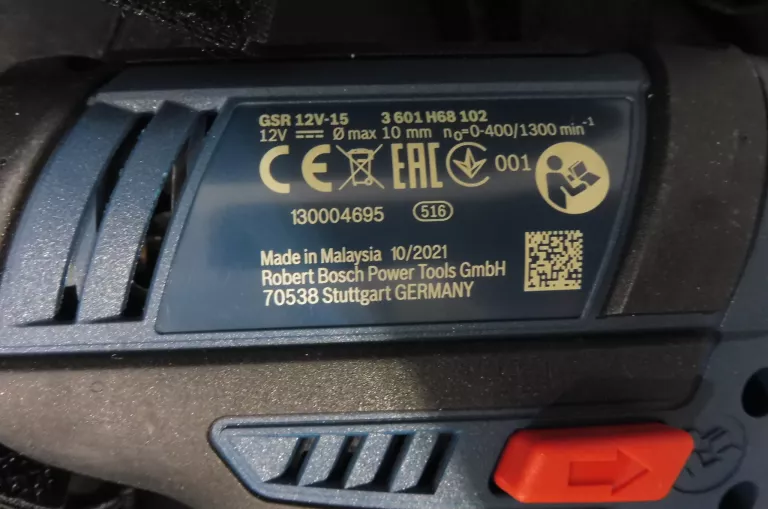 GSR 12V-15 3 601 H68 102
12V ⎓ Ø max 10 mm n₀=0-400/1300 min⁻¹
CE EAC 001
130004695 516
Made in Malaysia 10/2021
Robert Bosch Power Tools GmbH
70538 Stuttgart GERMANY